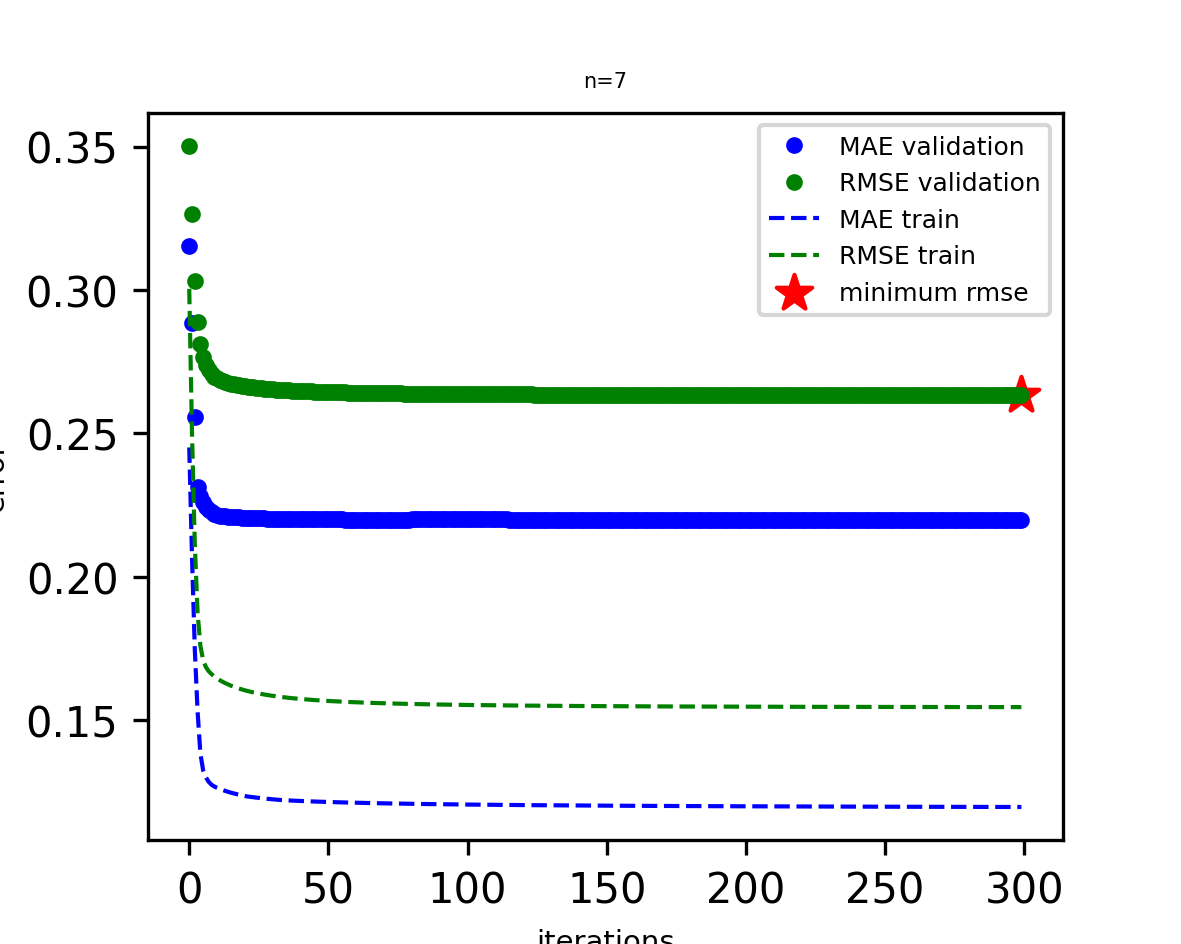 n=7
0.35
0.30
0.25
0.20
0.15
MAE validation
RMSE validation
MAE train
RMSE train
minimum rmse
0 50 100 150 200 250 300
iterations